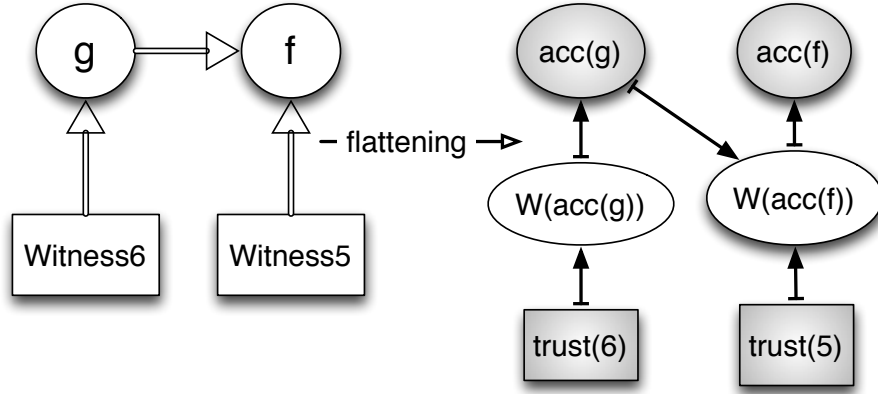 g
f
acc(g)
acc(f)
flattening
W(acc(g))
W(acc(f))
Witness6
Witness5
trust(6)
trust(5)